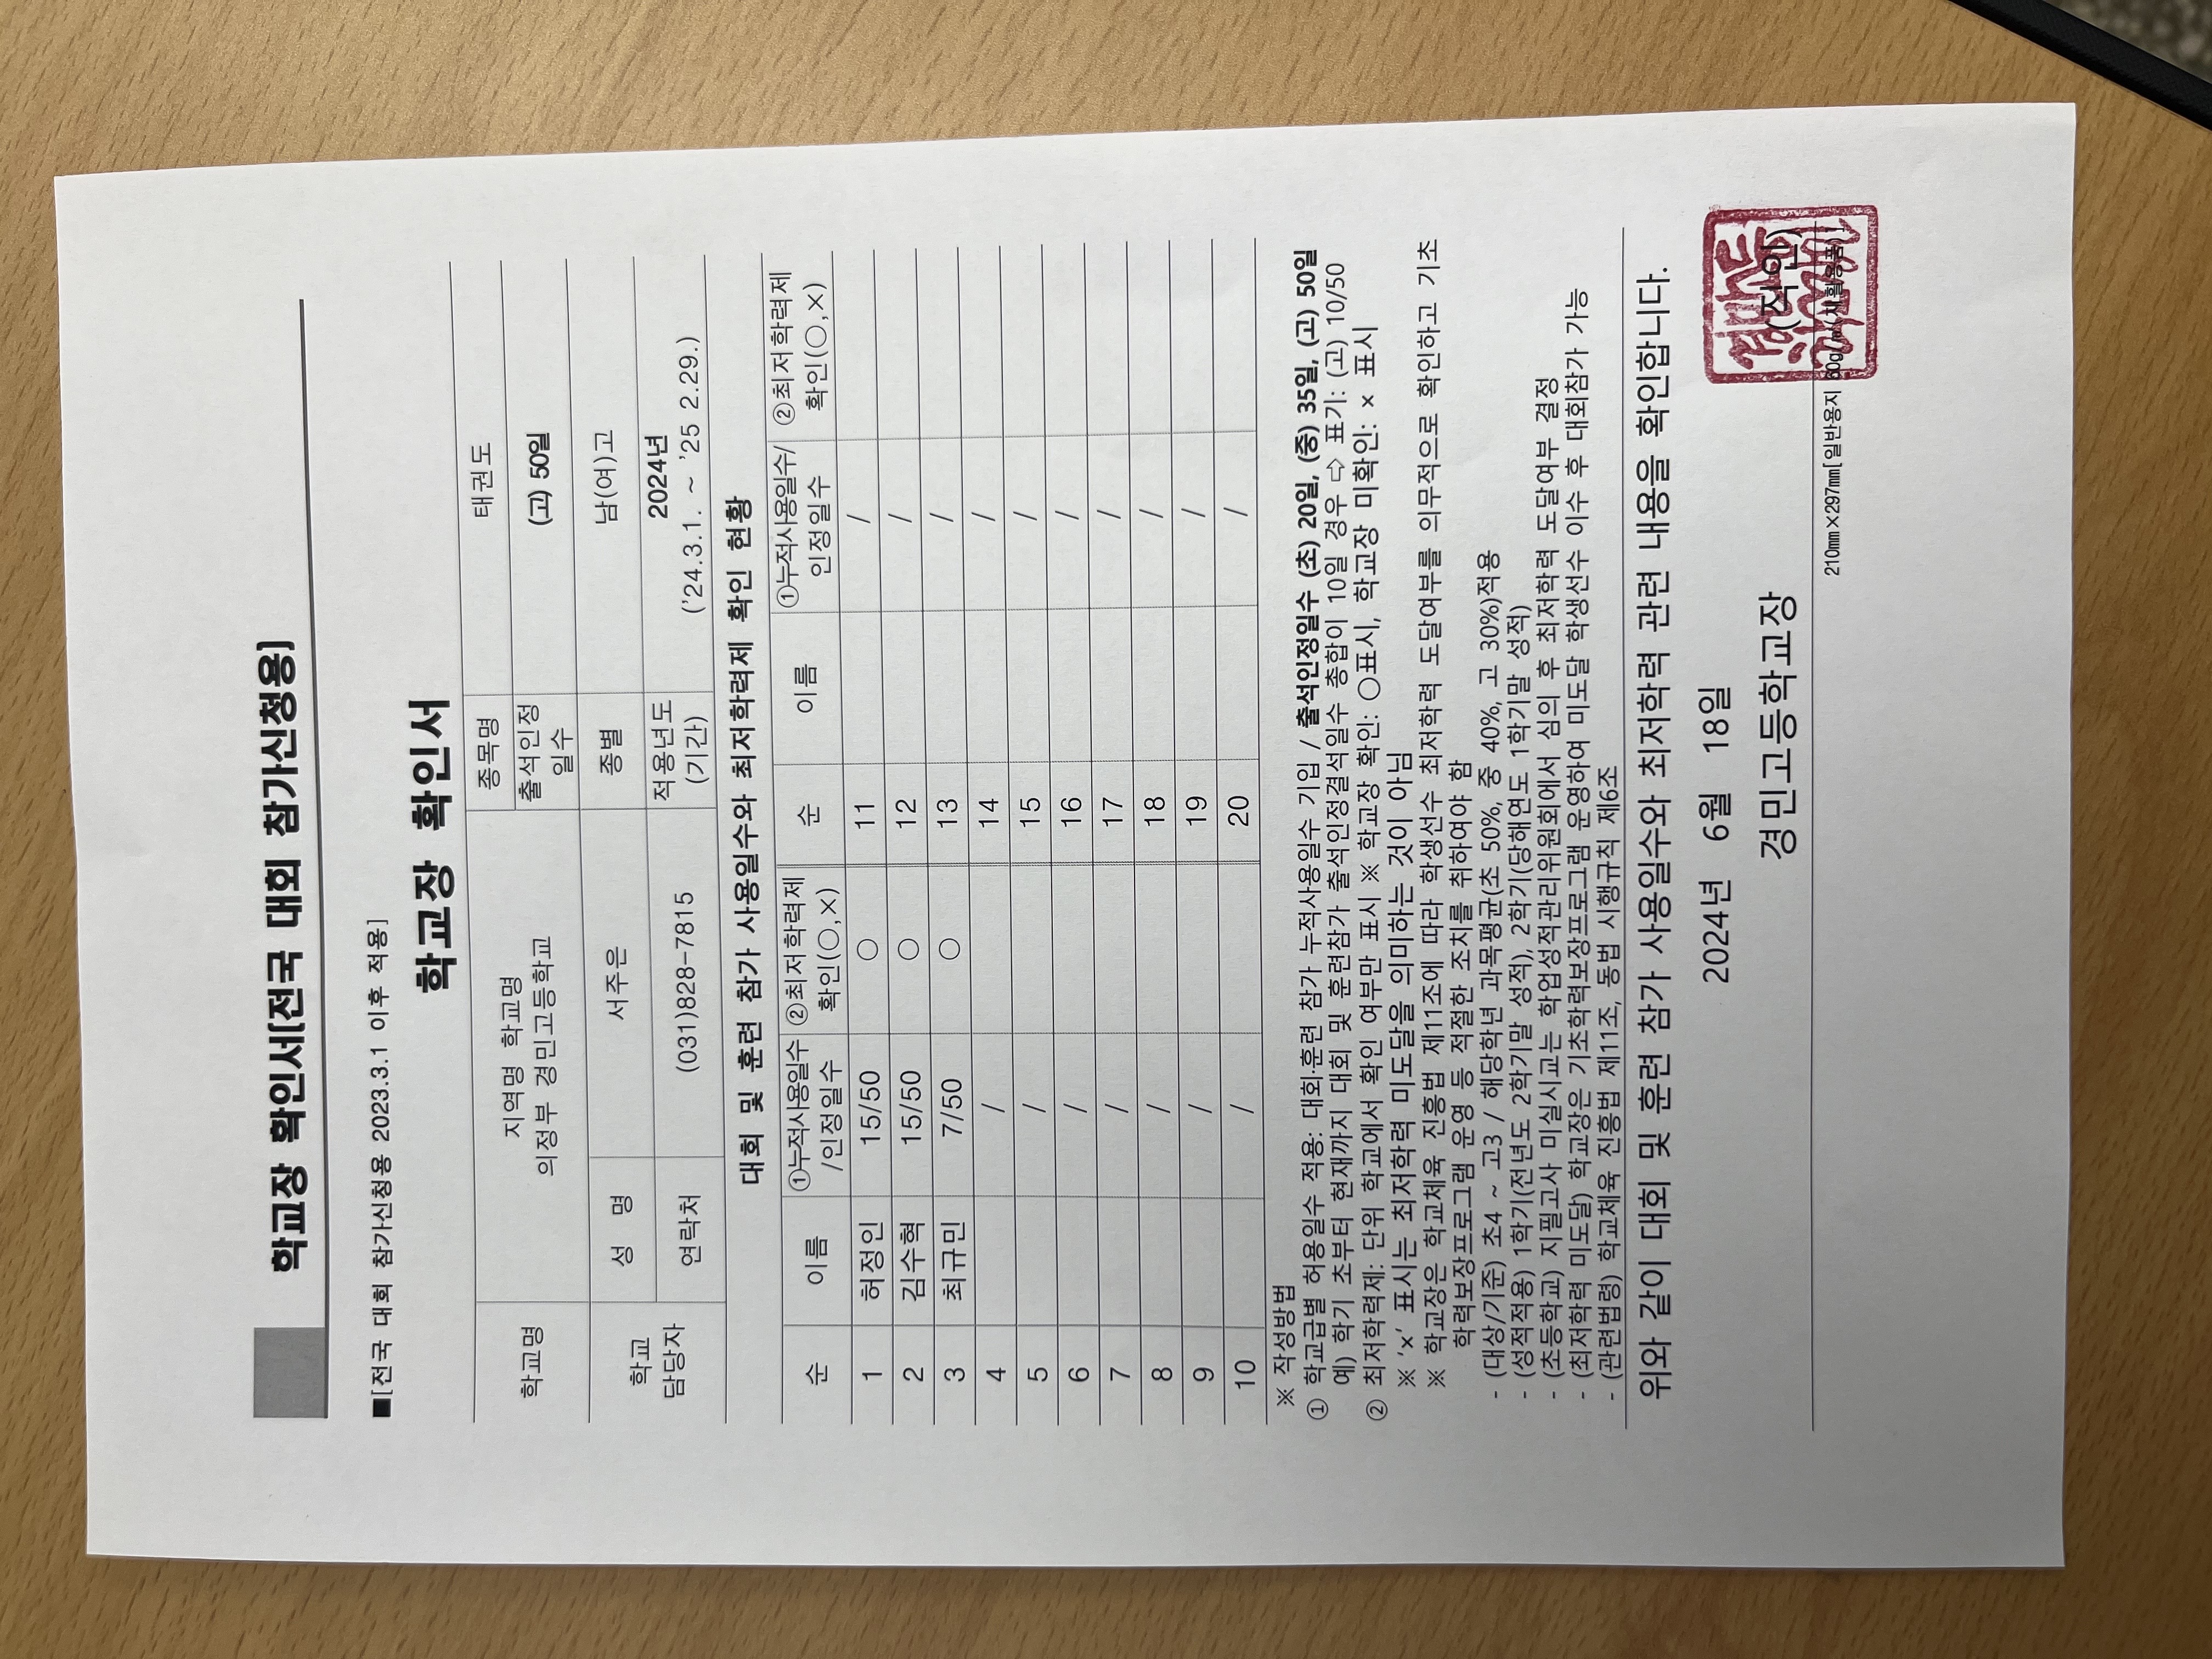 학교장 확인서[전국 대회 참가신청용]
■[전국 대회 참가신청용 2023.3.1 이후 적용]
학교장 확인서
학교명
지역명 학교명
의정부 경민고등학교
종목명
태권도
출석인정
일수
(고) 50일
학교
담당자
성 명
서주은
종별
남(여)고
연락처
(031)828-7815
적용년도
(기간)
2024년
('24.3.1. ~ '25 2.29.)
대회 및 훈련 참가 사용일수와 최저학력제 확인 현황
순 이름 ①누적사용일수/인정일수 ②최저학력제 확인(○,×) 순 이름 ①누적사용일수/인정일수 ②최저학력제 확인(○,×)
1 허정인 15/50 ○ 11 /
2 김수혁 15/50 ○ 12 /
3 최규민 7/50 ○ 13 /
4 / 14 /
5 / 15 /
6 / 16 /
7 / 17 /
8 / 18 /
9 / 19 /
10 / 20 /
※ 작성방법
① 학교급별 허용일수 적용: 대회·훈련 참가 누적사용일수 기입 / 출석인정일수 (초) 20일, (중) 35일, (고) 50일
예) 학기 초부터 현재까지 대회 및 훈련참가 출석인정결석일수 총합이 10일 경우 ⇨ 표기: (고) 10/50
② 최저학력제: 단위 학교에서 확인 여부만 표시 ※ 학교장 확인: ○표시, 학교장 미확인: × 표시
※ '×' 표시는 최저학력 미도달을 의미하는 것이 아님
※ 학교장은 학교체육 진흥법 제11조에 따라 학생선수 최저학력 도달여부를 의무적으로 확인하고 기초
학력보장프로그램 운영 등 적절한 조치를 취하여야 함
- (대상/기준) 초4 ~ 고3 / 해당학년 과목평균(초 50%, 중 40%, 고 30%)적용
- (성적적용) 1학기(전년도 2학기말 성적), 2학기(당해연도 1학기말 성적)
- (초등학교) 지필고사 미실시교는 학업성적관리위원회에서 심의 후 최저학력 도달여부 결정
- (최저학력 미도달) 학교장은 기초학력보장프로그램 운영하여 미도달 학생선수 이수 후 대회참가 가능
- (관련법령) 학교체육 진흥법 제11조, 동법 시행규칙 제6조
위와 같이 대회 및 훈련 참가 사용일수와 최저학력 관련 내용을 확인합니다.
2024년 6월 18일
경민고등학교장 (직인)
210mm×297mm[일반용지 60g/㎡(재활용품)]